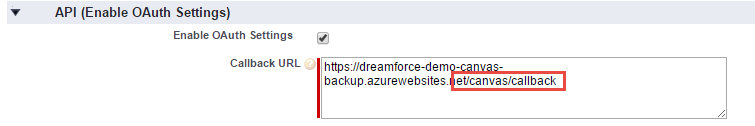 API (Enable OAuth Settings)
Enable OAuth Settings
Callback URL
https://dreamforce-demo-canvas-
backup.azurewebsites.net/canvas/callback